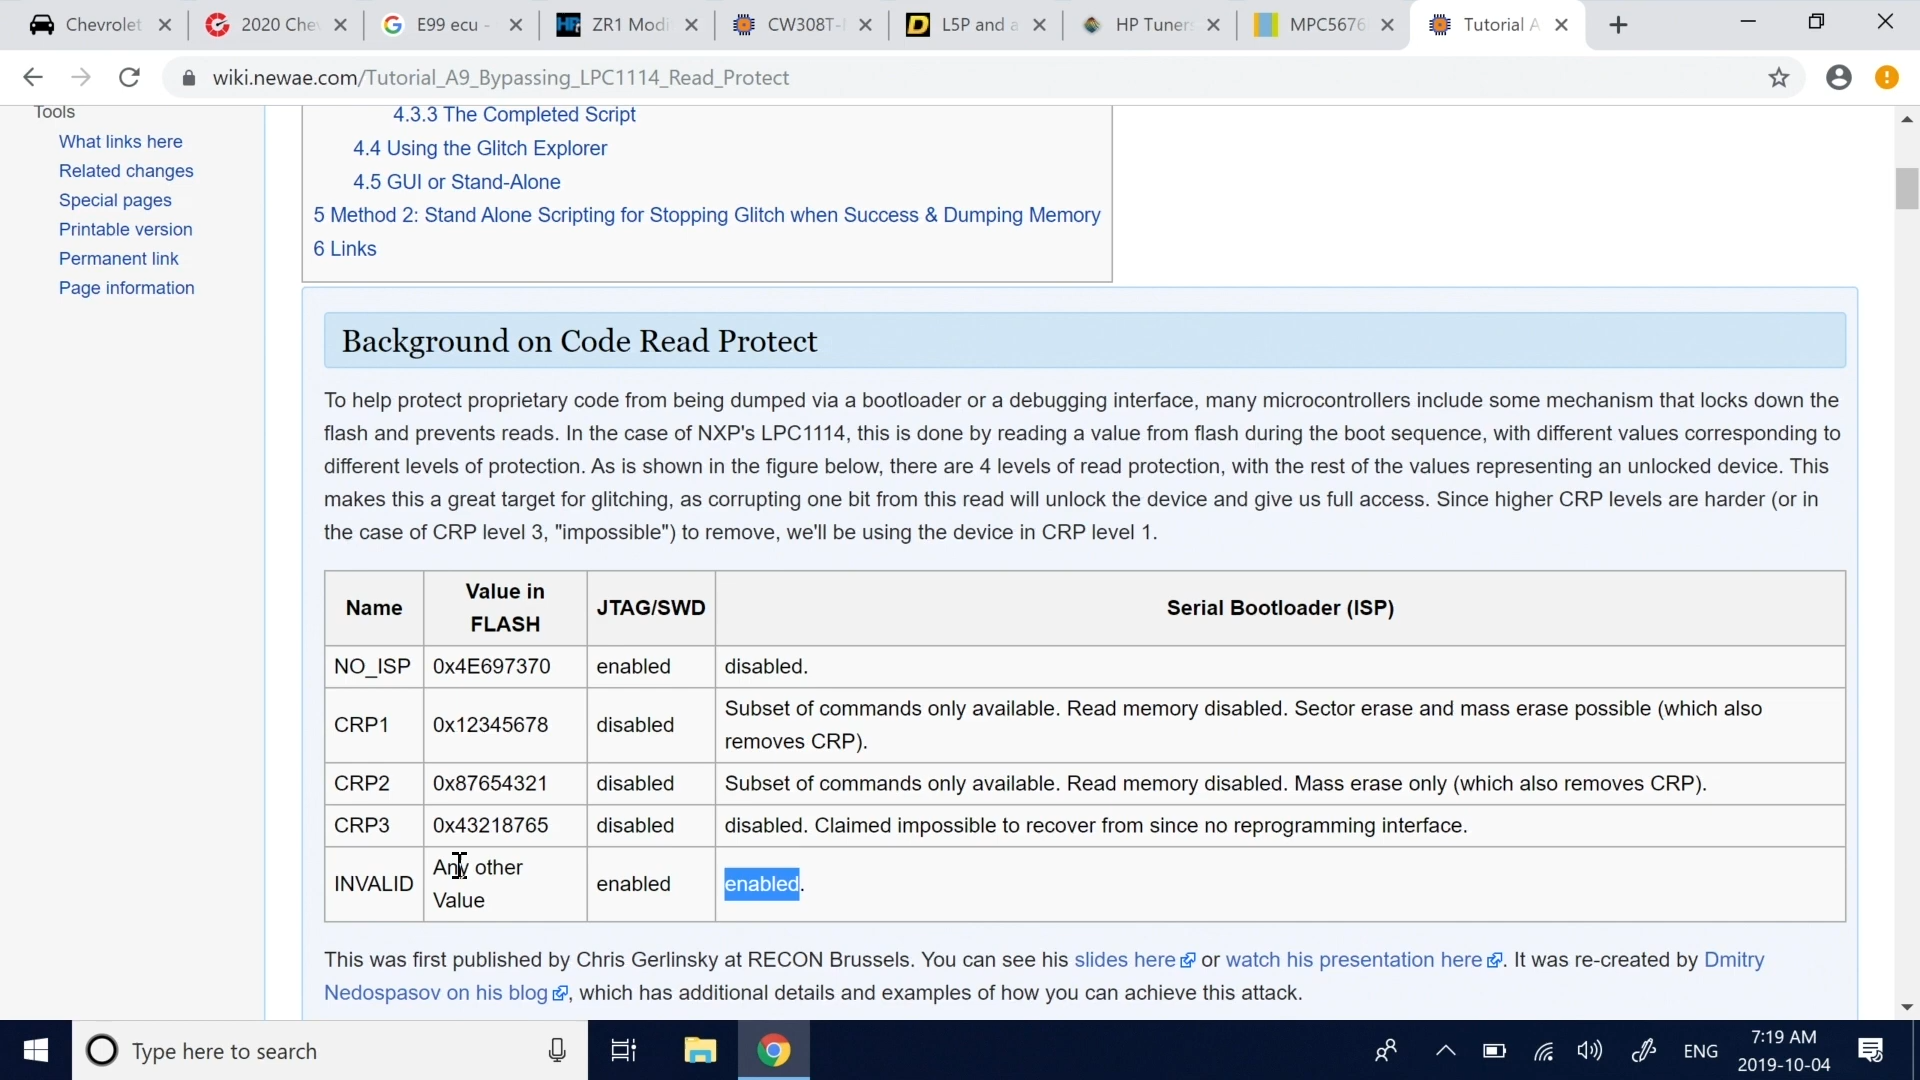 Chevrolet
2020 Chev
E99 ecu -
ZR1 Modi
CW308T-
L5P and a
HP Tuners
MPC5676
Tutorial A
wiki.newae.com/Tutorial_A9_Bypassing_LPC1114_Read_Protect
Tools
What links here
Related changes
Special pages
Printable version
Permanent link
Page information
4.3.3 The Completed Script
4.4 Using the Glitch Explorer
4.5 GUI or Stand-Alone
5 Method 2: Stand Alone Scripting for Stopping Glitch when Success & Dumping Memory
6 Links
Background on Code Read Protect
To help protect proprietary code from being dumped via a bootloader or a debugging interface, many microcontrollers include some mechanism that locks down the
flash and prevents reads. In the case of NXP's LPC1114, this is done by reading a value from flash during the boot sequence, with different values corresponding to
different levels of protection. As is shown in the figure below, there are 4 levels of read protection, with the rest of the values representing an unlocked device. This
makes this a great target for glitching, as corrupting one bit from this read will unlock the device and give us full access. Since higher CRP levels are harder (or in
the case of CRP level 3, "impossible") to remove, we'll be using the device in CRP level 1.
Name Value in FLASH JTAG/SWD Serial Bootloader (ISP)
NO_ISP 0x4E697370 enabled disabled.
CRP1 0x12345678 disabled Subset of commands only available. Read memory disabled. Sector erase and mass erase possible (which also
removes CRP).
CRP2 0x87654321 disabled Subset of commands only available. Read memory disabled. Mass erase only (which also removes CRP).
CRP3 0x43218765 disabled disabled. Claimed impossible to recover from since no reprogramming interface.
INVALID Any other Value enabled enabled.
This was first published by Chris Gerlinsky at RECON Brussels. You can see his slides here or watch his presentation here. It was re-created by Dmitry
Nedospasov on his blog, which has additional details and examples of how you can achieve this attack.
Type here to search
ENG
7:19 AM
2019-10-04